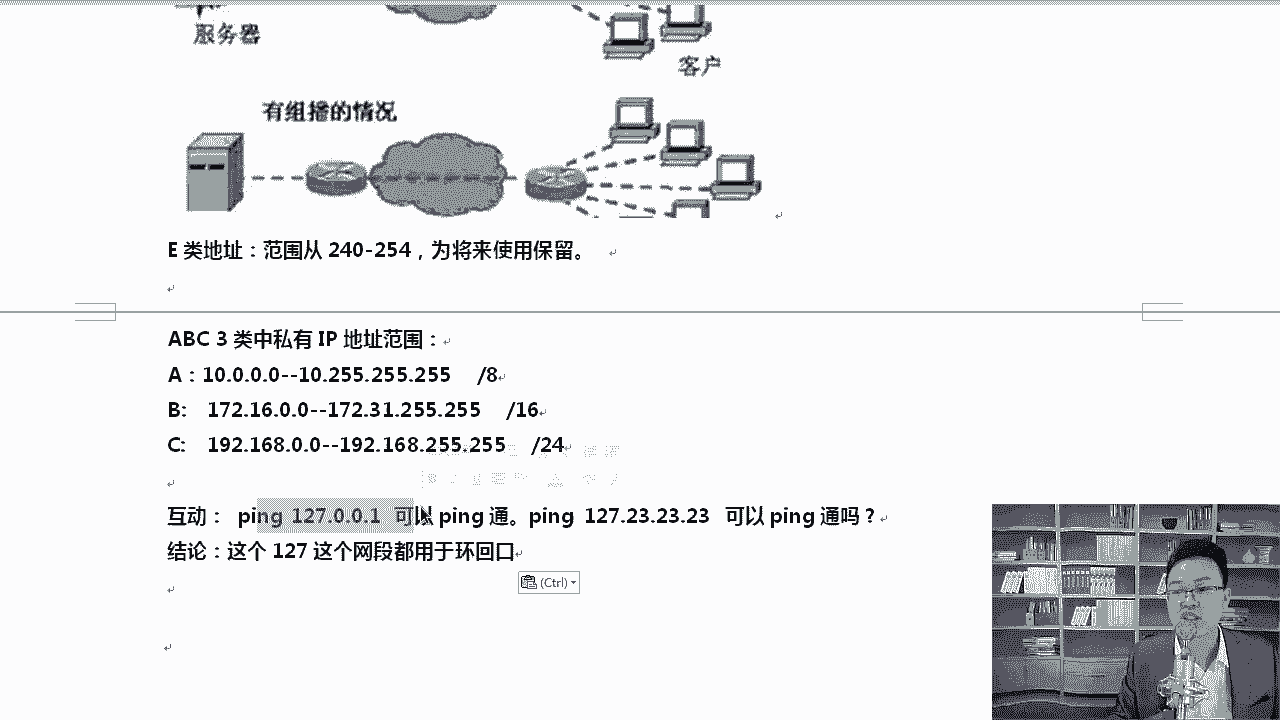 服务器
客户
有组播的情况
E 类地址：范围从 240-254，为将来使用保留。
ABC 3 类中私有 IP 地址范围：
A：10.0.0.0--10.255.255.255 /8
B: 172.16.0.0--172.31.255.255 /16
C: 192.168.0.0--192.168.255.255 /24
互动： ping 127.0.0.1 可以 ping 通。ping 127.23.23.23 可以 ping 通吗？
结论：这个 127 这个网段都用于环回口
(Ctrl)